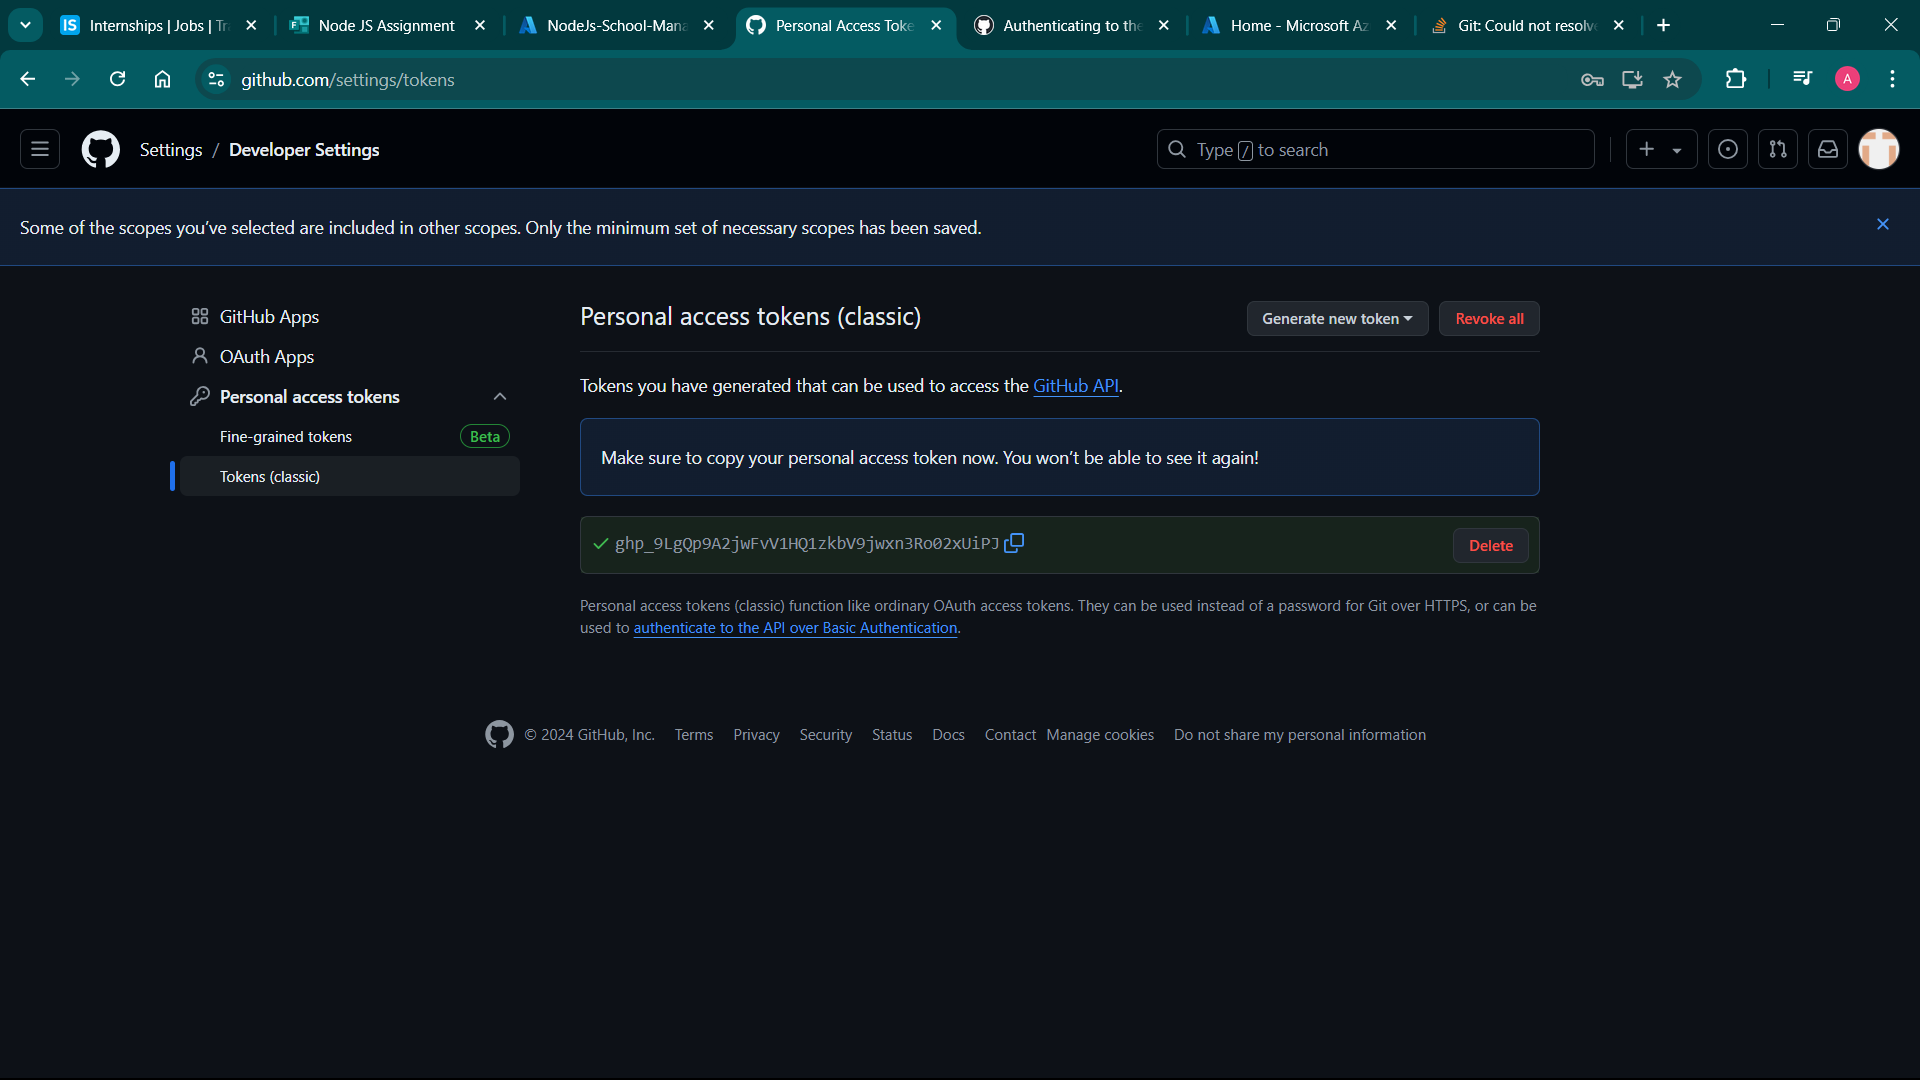 Internships | Jobs | Tr
Node JS Assignment
NodeJs-School-Mana
Personal Access Toke
Authenticating to the
Home - Microsoft Az
Git: Could not resolve
github.com/settings/tokens
A
Settings / Developer Settings
Type / to search
Some of the scopes you’ve selected are included in other scopes. Only the minimum set of necessary scopes has been saved.
GitHub Apps
OAuth Apps
Personal access tokens
Fine-grained tokens Beta
Tokens (classic)
Personal access tokens (classic)
Generate new token
Revoke all
Tokens you have generated that can be used to access the GitHub API.
Make sure to copy your personal access token now. You won’t be able to see it again!
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
Delete
Personal access tokens (classic) function like ordinary OAuth access tokens. They can be used instead of a password for Git over HTTPS, or can be
used to authenticate to the API over Basic Authentication.
© 2024 GitHub, Inc. Terms Privacy Security Status Docs Contact Manage cookies Do not share my personal information